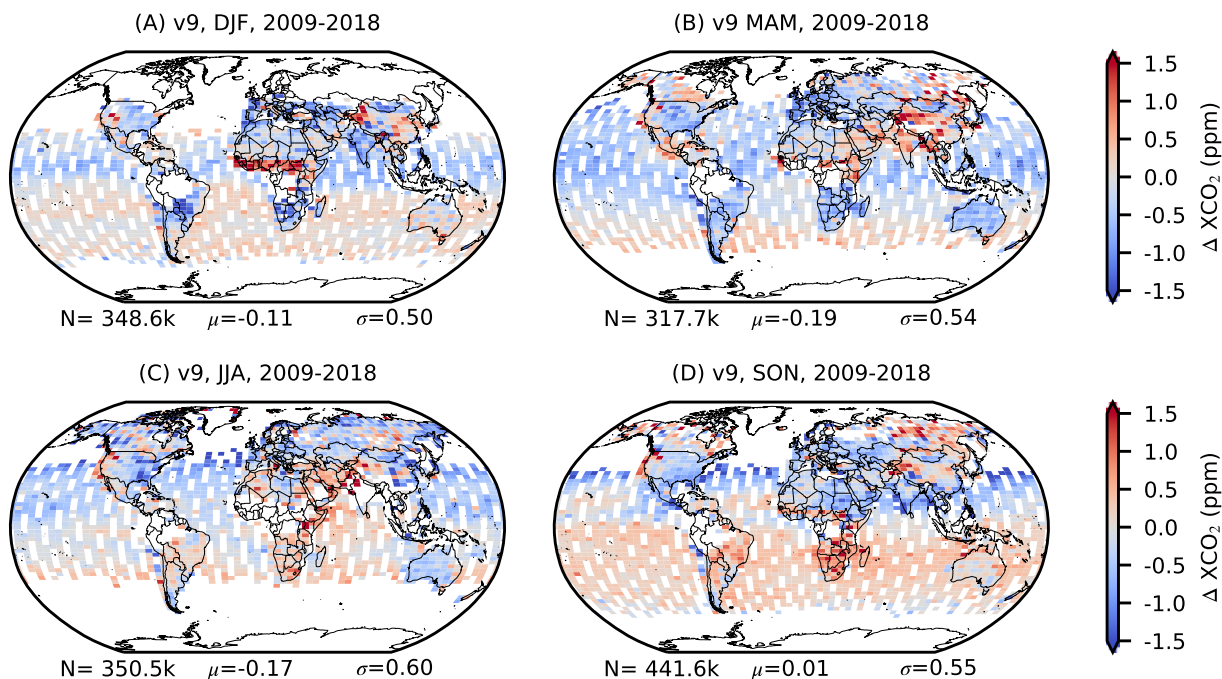 (A) v9, DJF, 2009-2018
(B) v9 MAM, 2009-2018
1.5
1.0
0.5
0.0
-0.5
-1.0
-1.5
Δ XCO₂ (ppm)
N= 348.6k μ=-0.11 σ=0.50
N= 317.7k μ=-0.19 σ=0.54
(C) v9, JJA, 2009-2018
(D) v9, SON, 2009-2018
1.5
1.0
0.5
0.0
-0.5
-1.0
-1.5
Δ XCO₂ (ppm)
N= 350.5k μ=-0.17 σ=0.60
N= 441.6k μ=0.01 σ=0.55